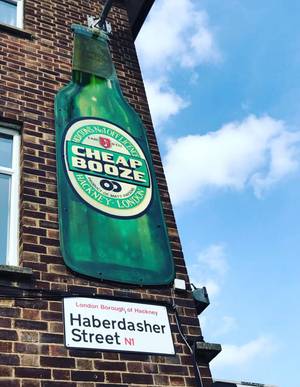 CHEAP
BOOZE
HACKNEY - LONDON
London Borough of Hackney
Haberdasher
Street N1